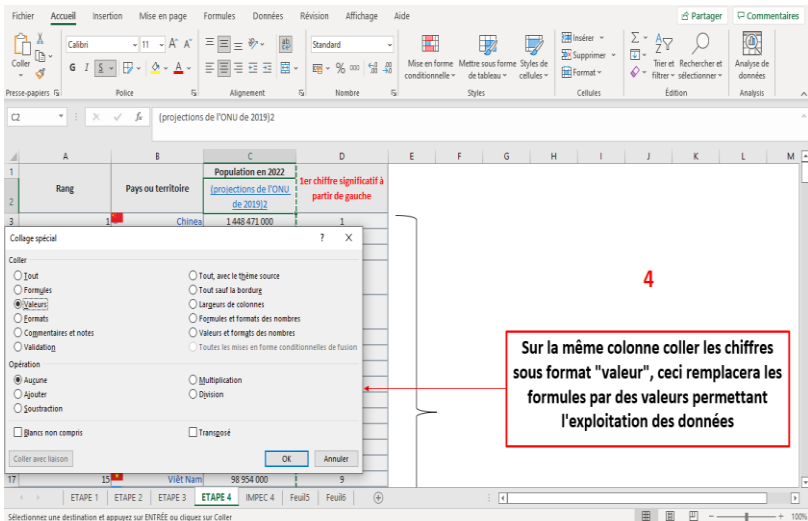 Fichier Accueil Insertion Mise en page Formules Données Révision Affichage Aide Partager Commentaires
Coller
Calibri 11 A^ A˅
G I S A
Standard
% 000
Mise en forme conditionnelle
Mettre sous forme de tableau
Styles de cellules
Insérer
Supprimer
Format
Trier et filtrer
Rechercher et sélectionner
Analyse de données
Presse-papiers Police Alignement Nombre Styles Cellules Édition Analysis
C2 fx (projections de l'ONU de 2019)2
A B C D E F G H I J K L M
1 Population en 2022
2 Rang Pays ou territoire (projections de l'ONU de 2019)2 1er chiffre significatif à partir de gauche
3 1 Chinea 1 448 471 000 1
Collage spécial ? X
Coller
Tout Tout, avec le thème source
Formules Tout sauf la bordure
Valeurs Largeurs de colonnes
Formats Formules et formats des nombres
Commentaires et notes Valeurs et formats des nombres
Validation Toutes les mises en forme conditionnelles de fusion
Opération
Aucune Multiplication
Ajouter Division
Soustraction
Blancs non compris Transposé
Coller avec liaison OK Annuler
4
Sur la même colonne coller les chiffres
sous format "valeur", ceci remplacera les
formules par des valeurs permettant
l'exploitation des données
17 15 Viêt Nam 98 954 000 9
ETAPE 1 ETAPE 2 ETAPE 3 ETAPE 4 IMPEC 4 Feuil5 Feuil6
Sélectionnez une destination et appuyez sur ENTRÉE ou cliquez sur Coller 100%